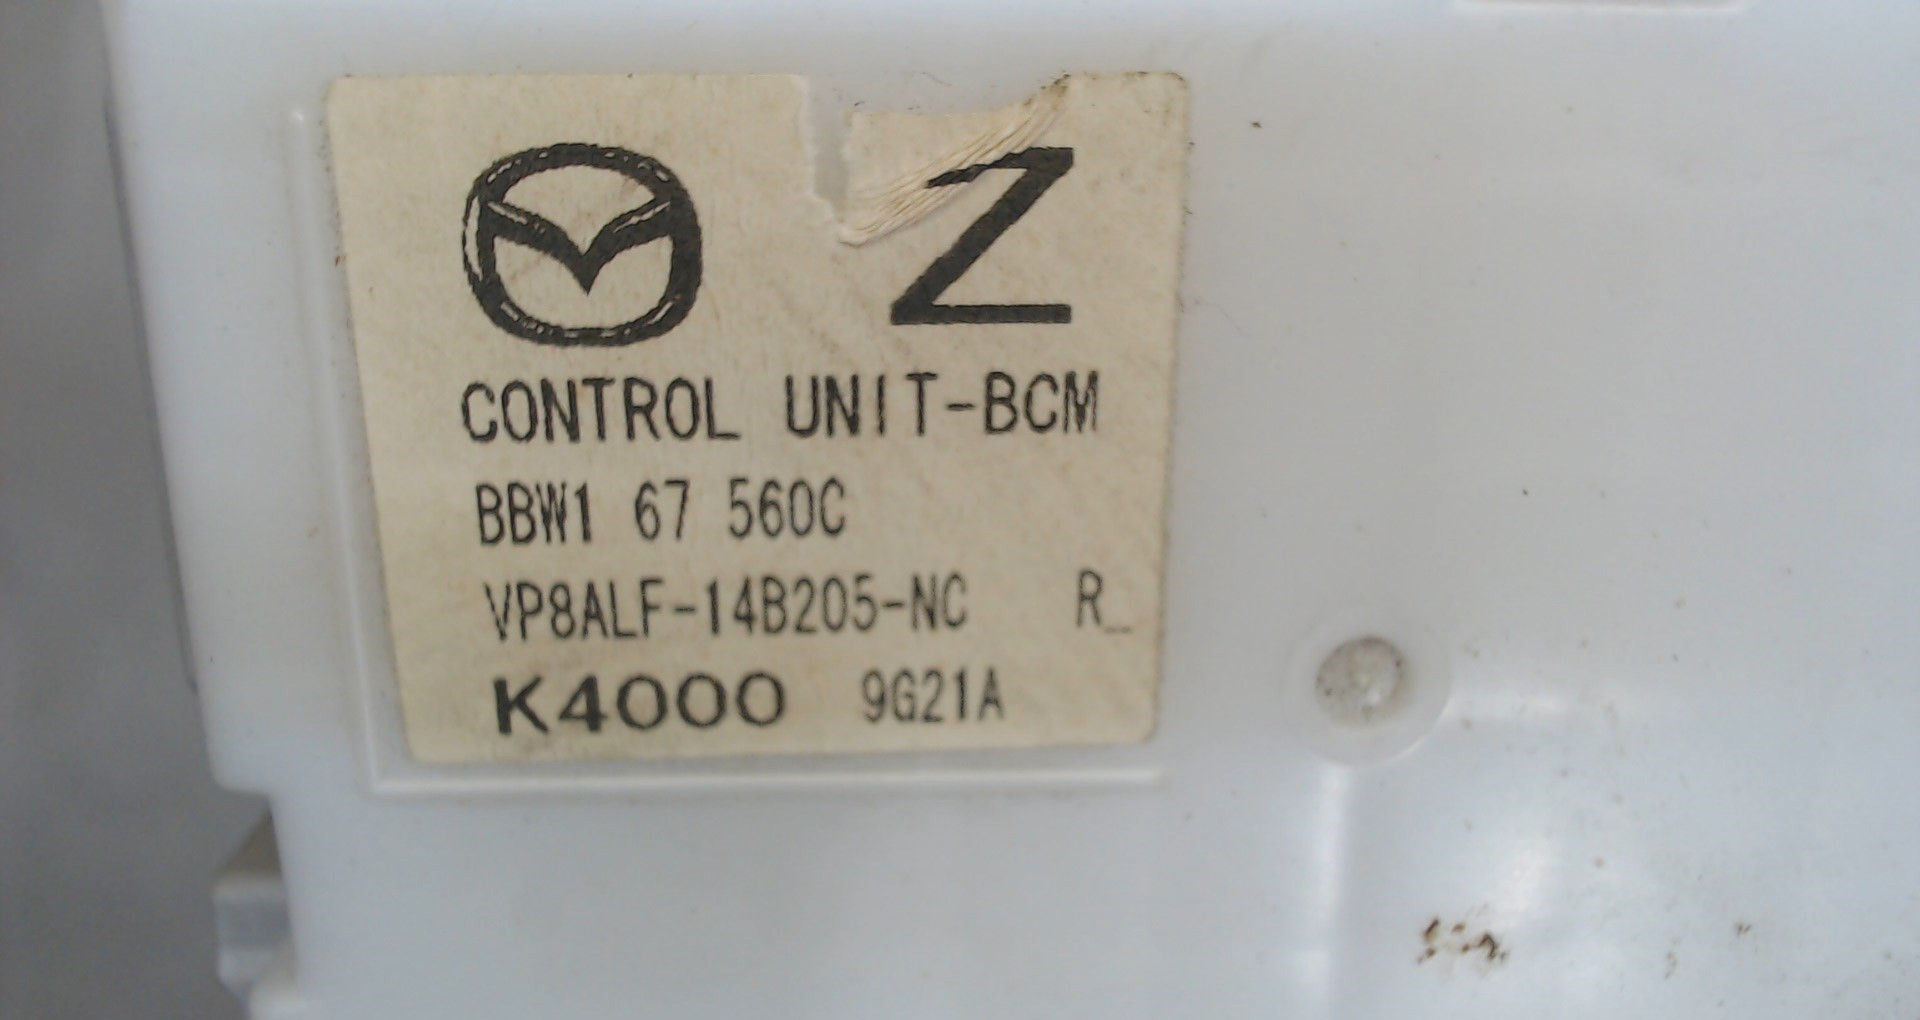 Z
CONTROL UNIT-BCM
BBW1 67 560C
VP8ALF-14B205-NC R_
K4000 9G21A